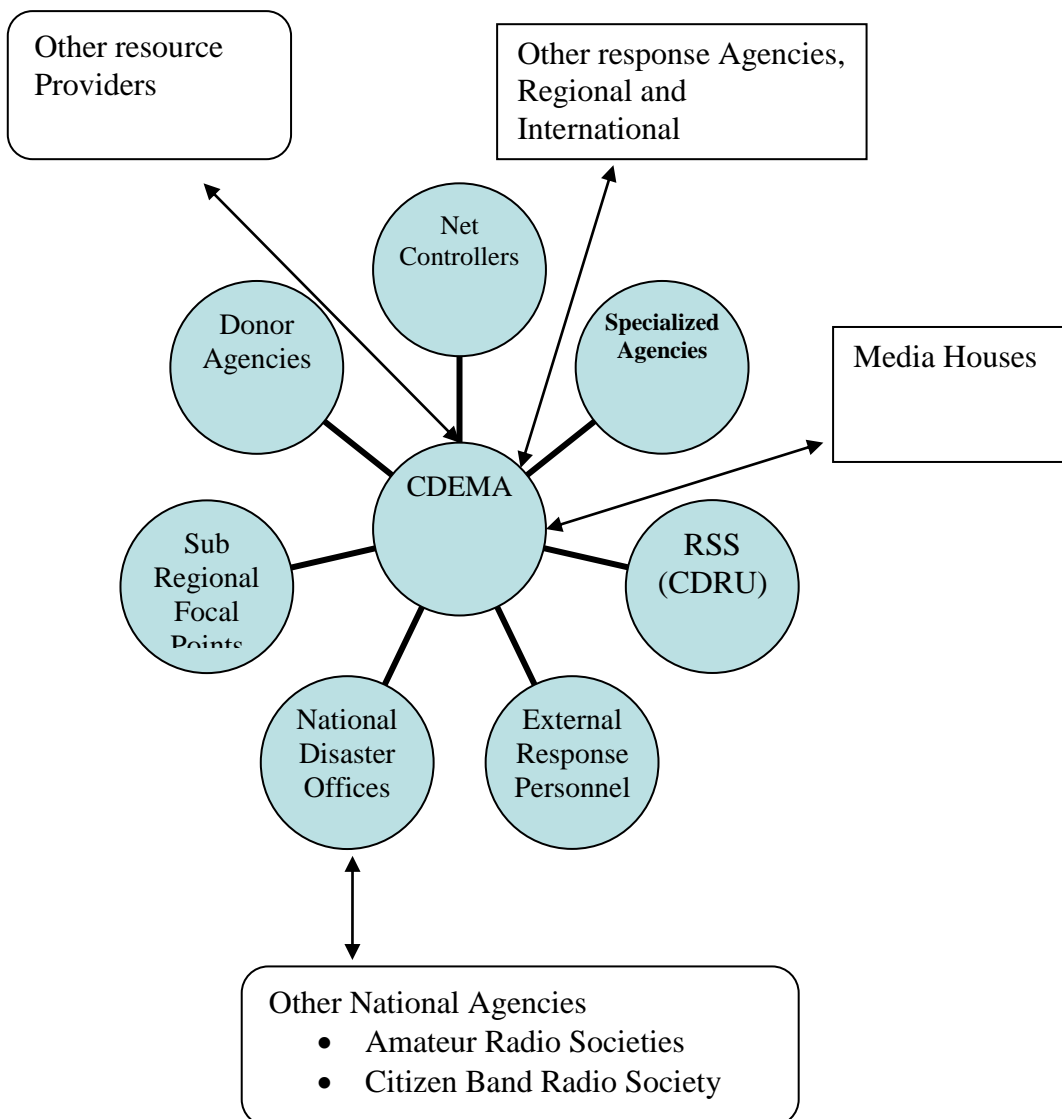 Other resource
Providers
Other response Agencies,
Regional and
International
Net
Controllers
Donor
Agencies
Specialized
Agencies
Media Houses
CDEMA
Sub
Regional
Focal
Points
RSS
(CDRU)
National
Disaster
Offices
External
Response
Personnel
Other National Agencies
• Amateur Radio Societies
• Citizen Band Radio Society